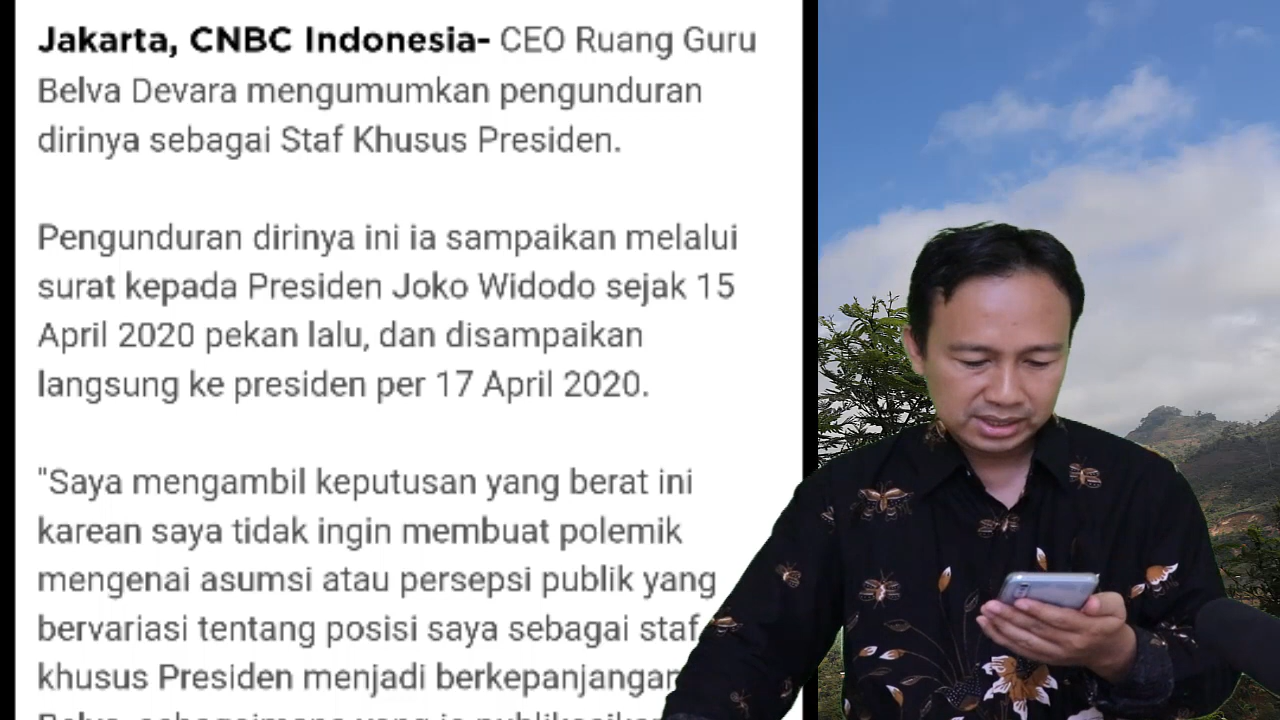 Jakarta, CNBC Indonesia- CEO Ruang Guru
Belva Devara mengumumkan pengunduran
dirinya sebagai Staf Khusus Presiden.
Pengunduran dirinya ini ia sampaikan melalui
surat kepada Presiden Joko Widodo sejak 15
April 2020 pekan lalu, dan disampaikan
langsung ke presiden per 17 April 2020.
"Saya mengambil keputusan yang berat ini
karean saya tidak ingin membuat polemik
mengenai asumsi atau persepsi publik yang
bervariasi tentang posisi saya sebagai staf
khusus Presiden menjadi berkepanjangan